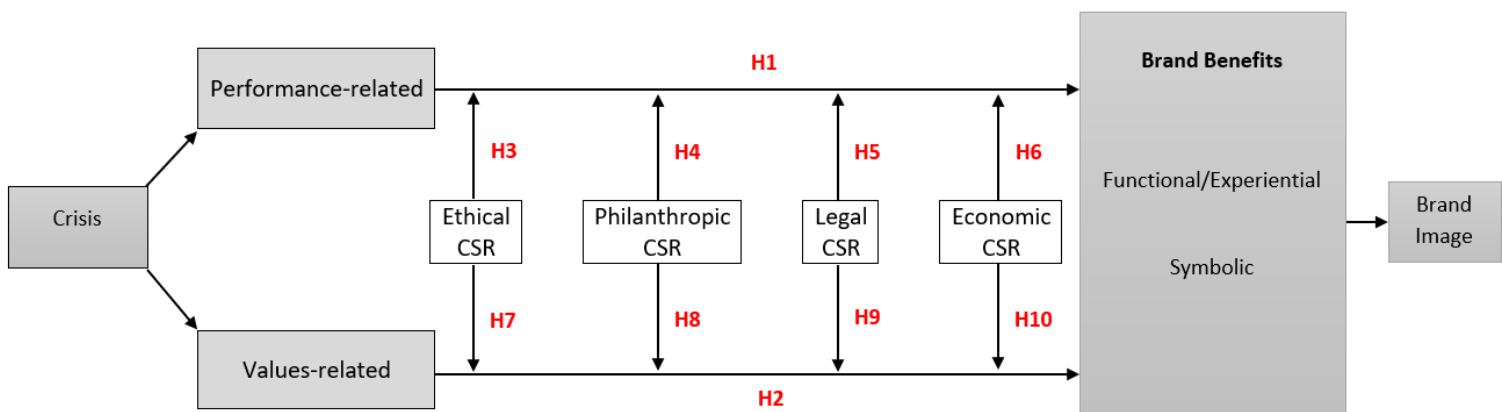 H1
Brand Benefits
Performance-related
H3
H4
H5
H6
Functional/Experiential
Crisis
Ethical
CSR
Philanthropic
CSR
Legal
CSR
Economic
CSR
Brand
Image
Symbolic
H7
H8
H9
H10
Values-related
H2